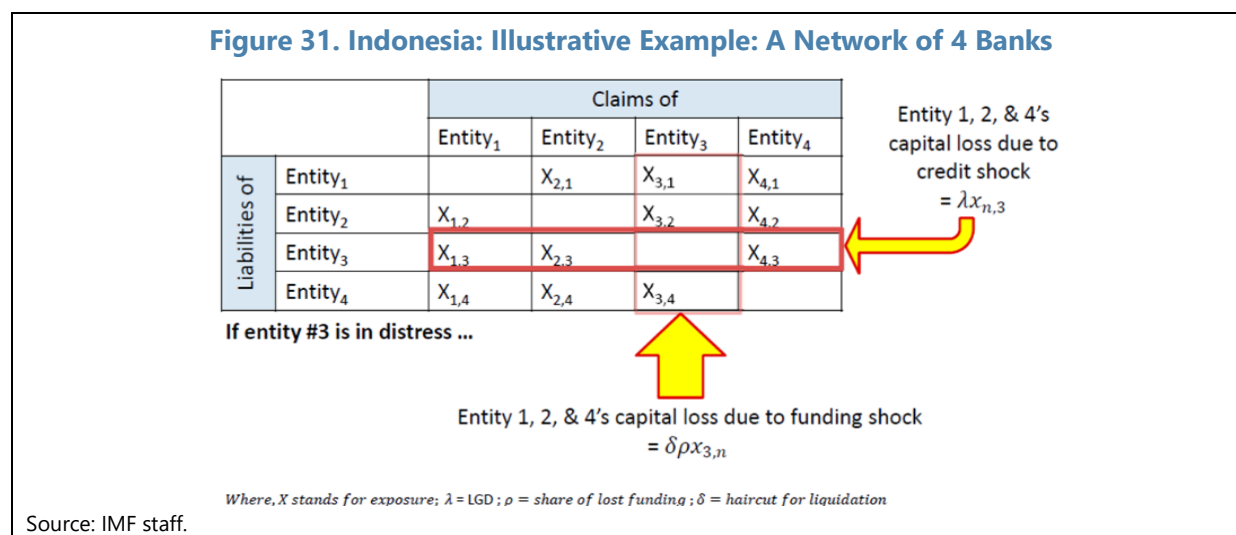 Figure 31. Indonesia: Illustrative Example: A Network of 4 Banks
Claims of
Entity₁ Entity₂ Entity₃ Entity₄
Liabilities of
Entity₁ X₂,₁ X₃,₁ X₄,₁
Entity₂ X₁.₂ X₃.₂ X₄.₂
Entity₃ X₁.₃ X₂.₃ X₄.₃
Entity₄ X₁,₄ X₂,₄ X₃,₄
Entity 1, 2, & 4's
capital loss due to
credit shock
= λxₙ,₃
If entity #3 is in distress ...
Entity 1, 2, & 4's capital loss due to funding shock
= δρx₃,ₙ
Where, X stands for exposure; λ = LGD ; ρ = share of lost funding ; δ = haircut for liquidation
Source: IMF staff.